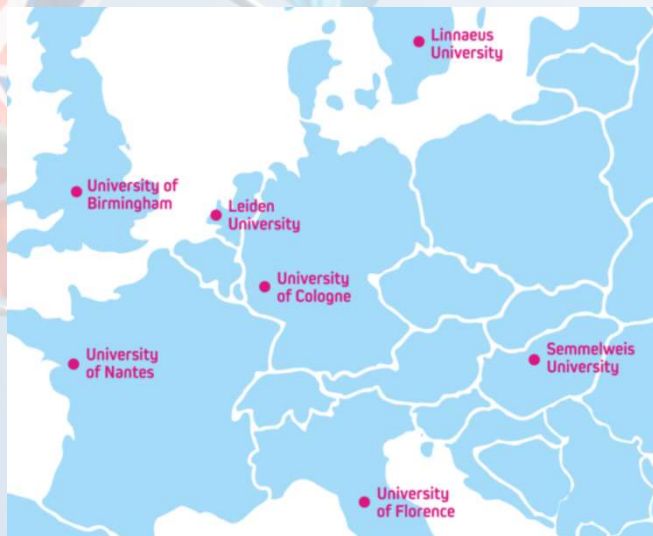 Linnaeus
University
University of
Birmingham
Leiden
University
University
of Cologne
University
of Nantes
Semmelweis
University
University
of Florence